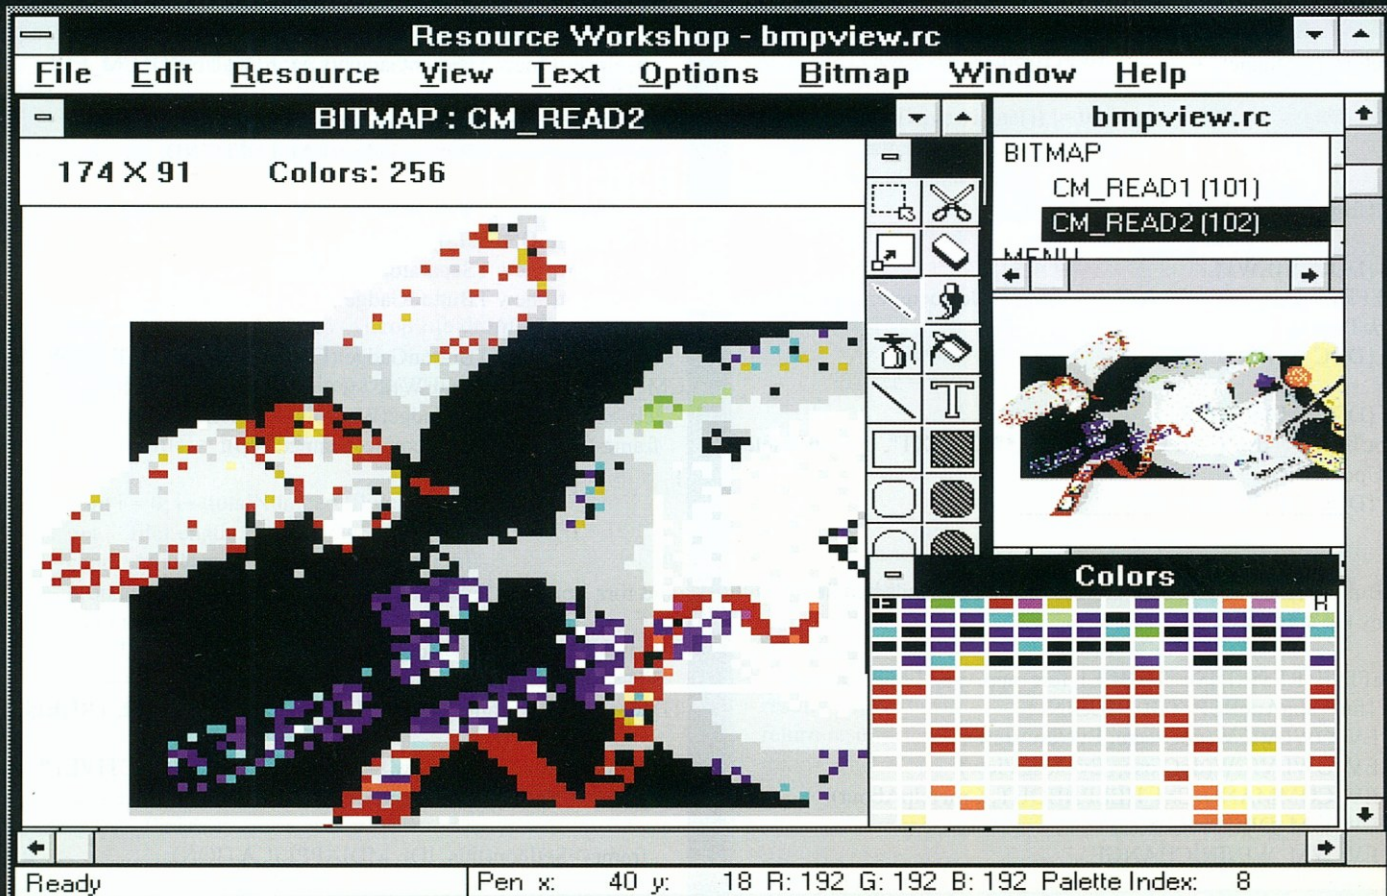 Resource Workshop - bmpview.rc
File Edit Resource View Text Options Bitmap Window Help
BITMAP : CM_READ2
174 X 91 Colors: 256
bmpview.rc
BITMAP
CM_READ1 (101)
CM_READ2 (102)
MENU
T
Colors
Ready
Pen x: 40 y: 18 R: 192 G: 192 B: 192 Palette Index: 8